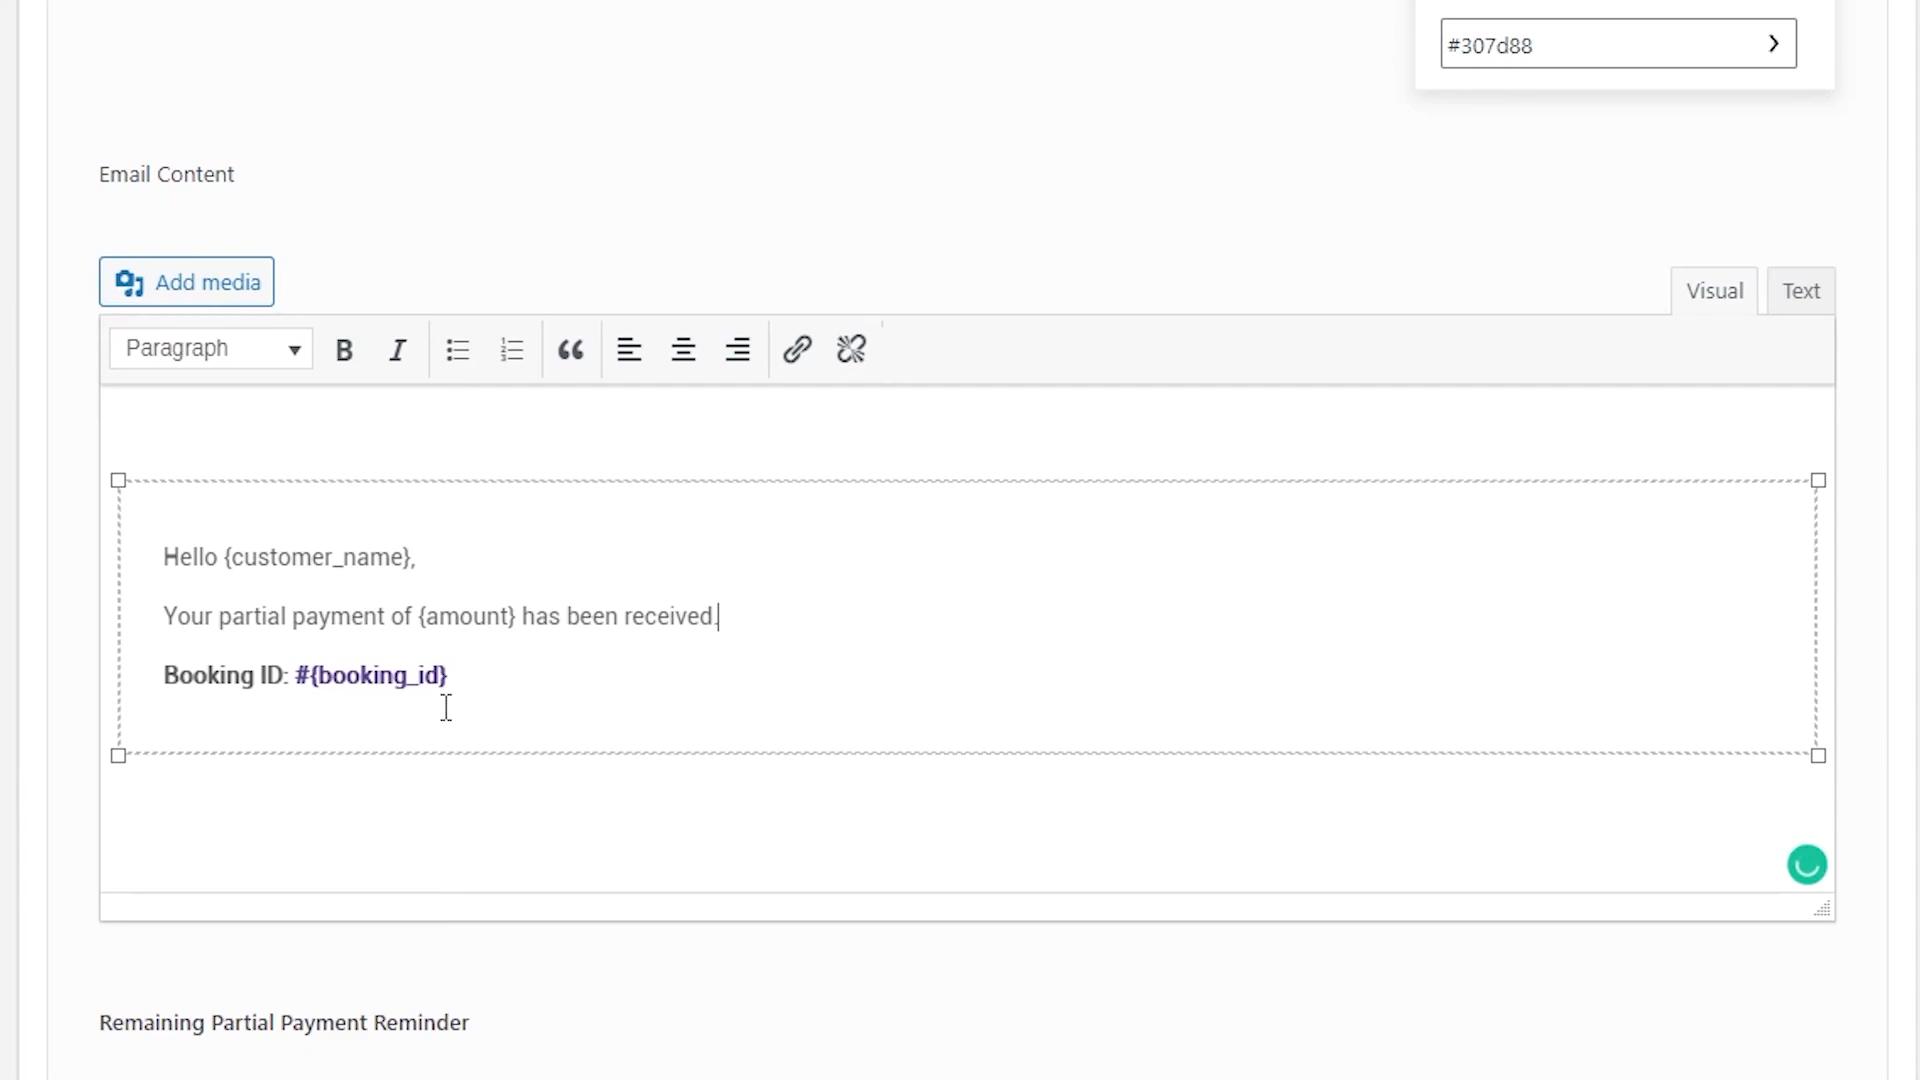 #307d88
Email Content
Add media
Visual
Text
Paragraph
Hello {customer_name},
Your partial payment of {amount} has been received.
Booking ID: #{booking_id}
Remaining Partial Payment Reminder